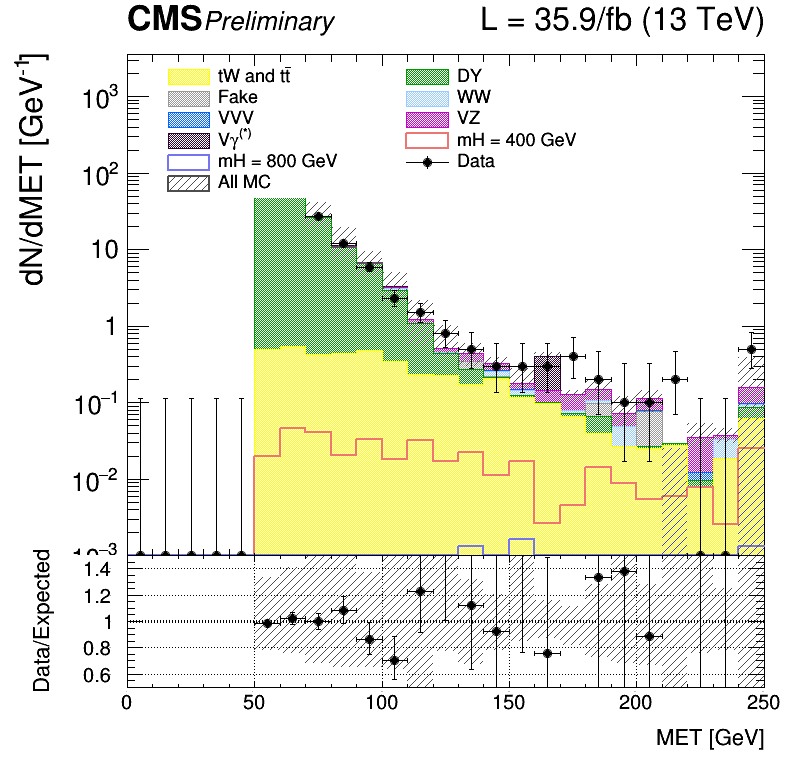 CMS Preliminary L = 35.9/fb (13 TeV)
dN/dMET [GeV⁻¹]
10³
10²
10
1
10⁻¹
10⁻²
10⁻³
tW and tt̄
DY
Fake
WW
VVV
VZ
Vγ(*)
mH = 400 GeV
mH = 800 GeV
Data
All MC
Data/Expected
1.4
1.2
1
0.8
0.6
0 50 100 150 200 250
MET [GeV]